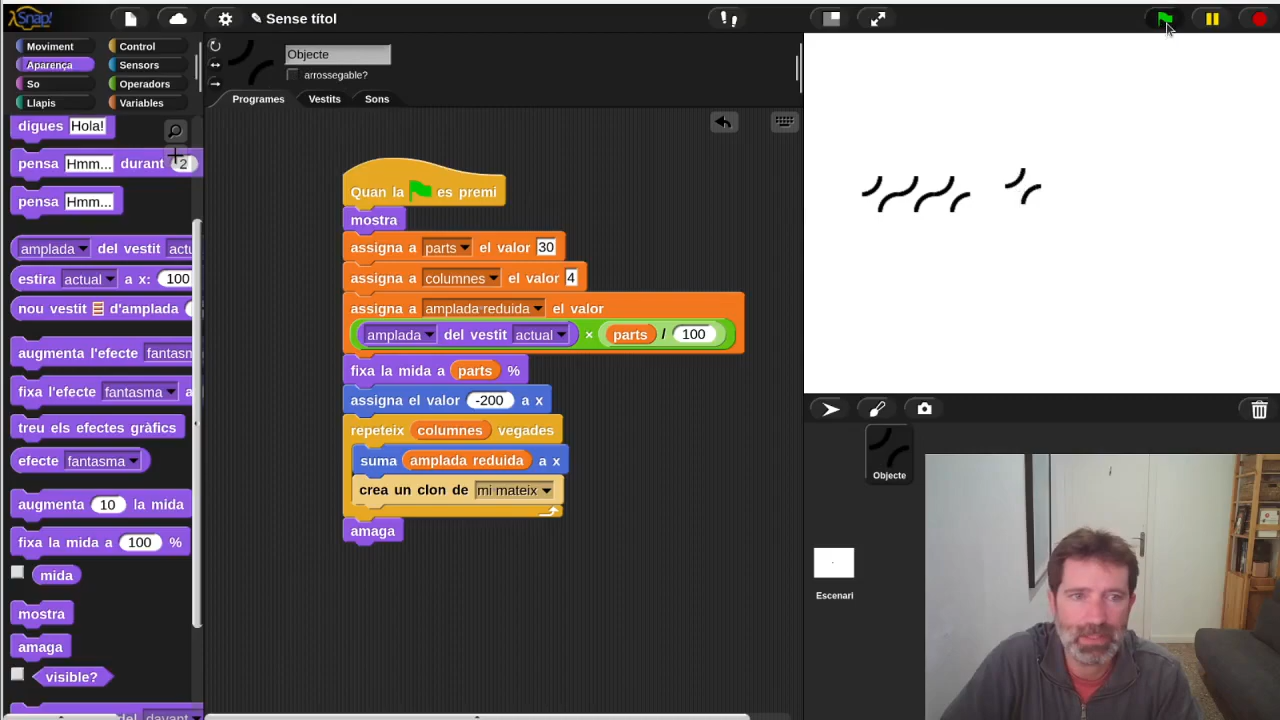 Snap! Sense títol
Moviment Control
Aparença Sensors
So Operadors
Llapis Variables
digues Hola!
pensa Hmm... durant 2
pensa Hmm...
amplada del vestit
estira actual a x: 100
nou vestit d'amplada
augmenta l'efecte
fixa l'efecte fantasma a
treu els efectes gràfics
efecte fantasma
augmenta 10 la mida
fixa la mida a 100 %
mida
mostra
amaga
visible?
Objecte
arrossegable?
Programes Vestits Sons
Quan la es premi
mostra
assigna a parts el valor 30
assigna a columnes el valor 4
assigna a amplada reduida el valor
amplada del vestit actual × parts / 100
fixa la mida a parts %
assigna el valor -200 a x
repeteix columnes vegades
suma amplada reduida a x
crea un clon de mi mateix
amaga
Objecte
Escenari